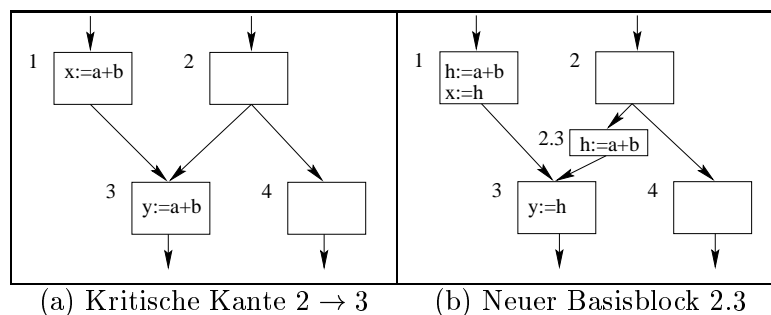 1
x:=a+b
2
3
y:=a+b
4
(a) Kritische Kante 2 → 3
1
h:=a+b
x:=h
2
2.3
h:=a+b
3
y:=h
4
(b) Neuer Basisblock 2.3